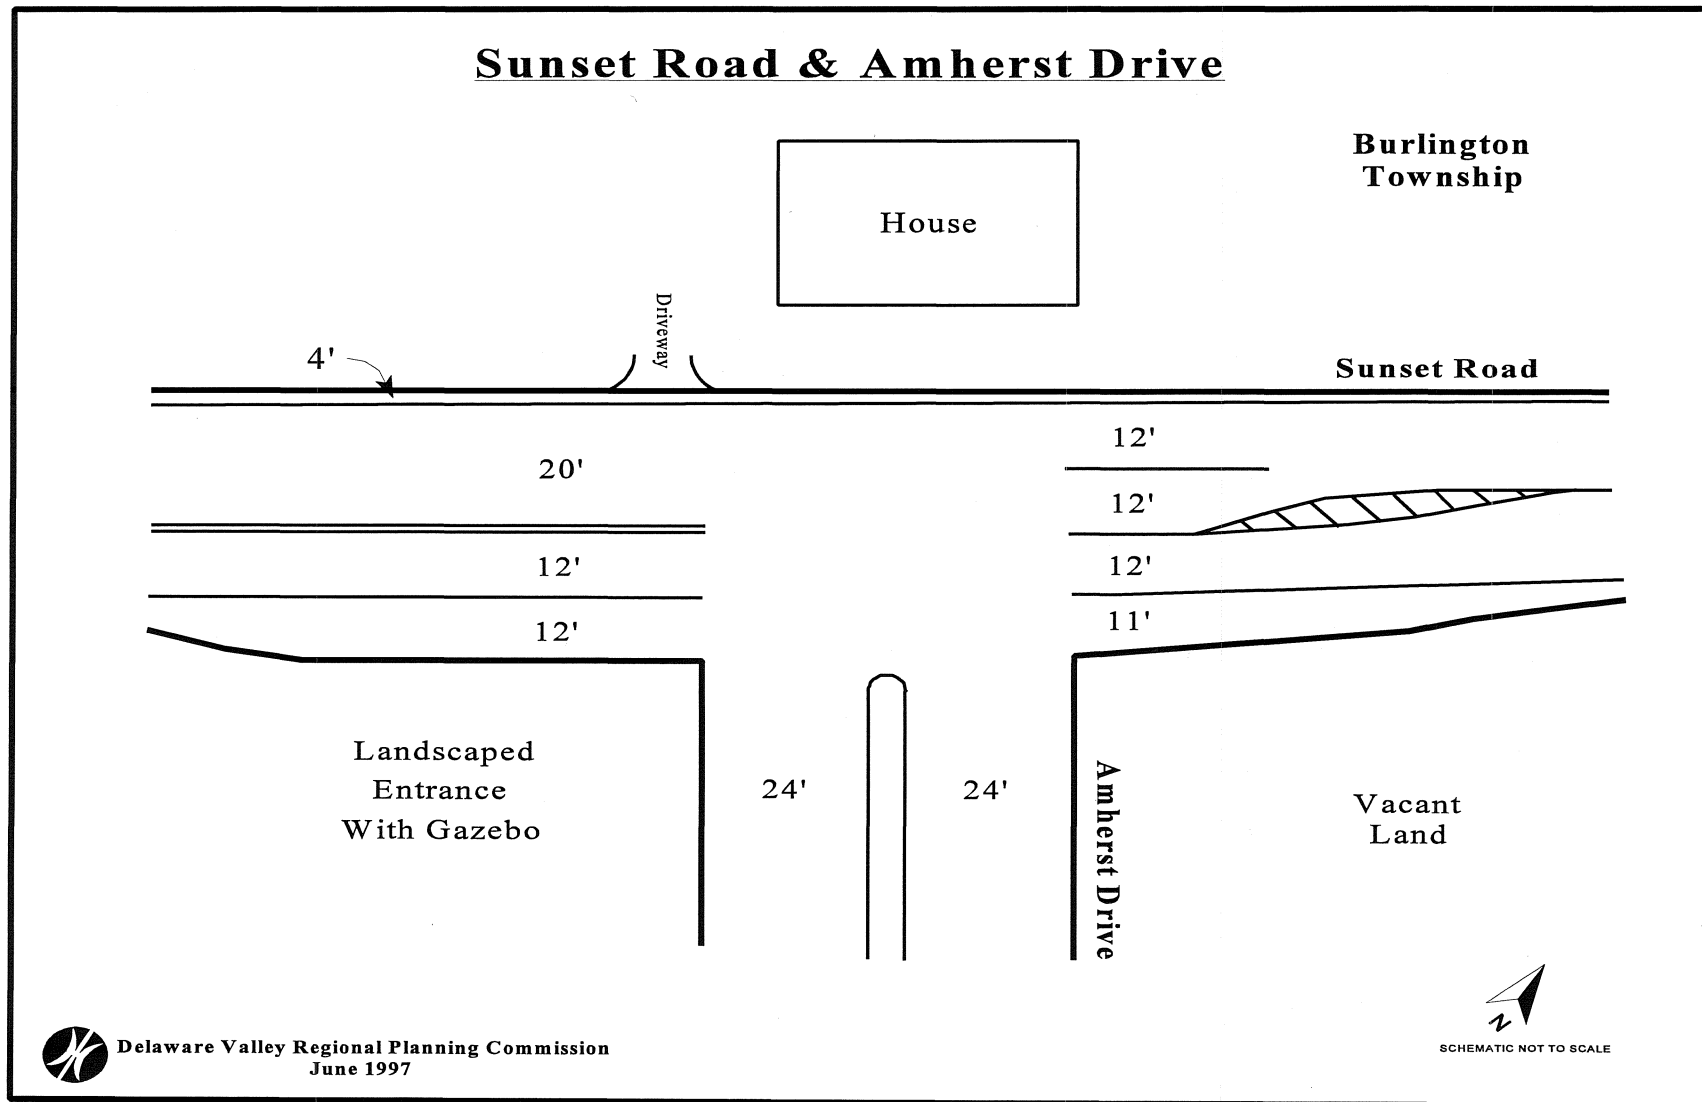 Sunset Road & Amherst Drive
Burlington
Township
House
Driveway
4'
Sunset Road
12'
20'
12'
12'
12'
12'
11'
Landscaped
Entrance
With Gazebo
24'
24'
Amherst Drive
Vacant
Land
N
SCHEMATIC NOT TO SCALE
Delaware Valley Regional Planning Commission
June 1997